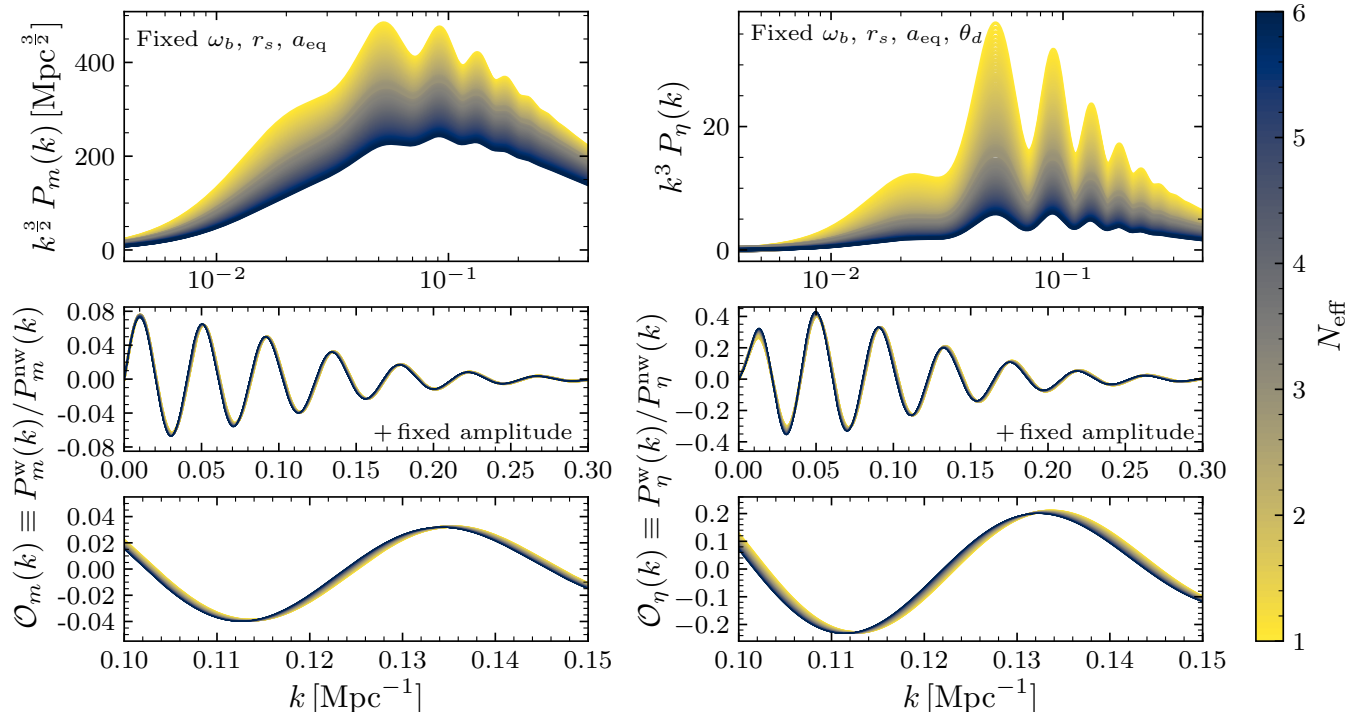 Fixed ω_b, r_s, a_eq
k^{3/2} P_m(k) [Mpc^{3/2}]
400
200
0
10^{-2}
10^{-1}
Fixed ω_b, r_s, a_eq, θ_d
k^3 P_η(k)
40
20
0
10^{-2}
10^{-1}
0.08
0.04
0.00
-0.04
-0.08
+ fixed amplitude
0.00 0.05 0.10 0.15 0.20 0.25 0.30
0.4
0.2
0.0
−0.2
−0.4
+ fixed amplitude
0.00 0.05 0.10 0.15 0.20 0.25 0.30
O_m(k) ≡ P_m^w(k)/P_m^nw(k)
0.04
0.02
0.00
-0.02
-0.04
0.10 0.11 0.12 0.13 0.14 0.15
k [Mpc^{−1}]
O_η(k) ≡ P_η^w(k)/P_η^nw(k)
0.2
0.1
0.0
−0.1
−0.2
0.10 0.11 0.12 0.13 0.14 0.15
k [Mpc^{−1}]
6
5
4
3
2
1
N_eff